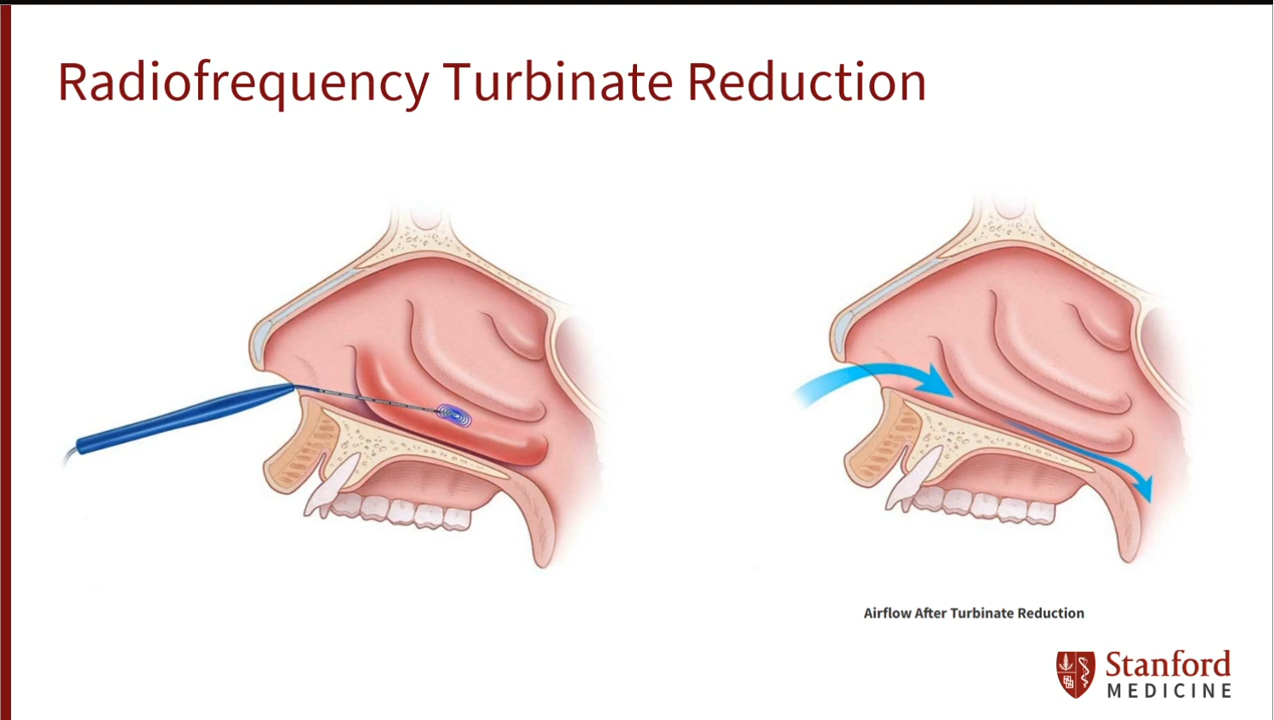 Radiofrequency Turbinate Reduction
Airflow After Turbinate Reduction
Stanford
MEDICINE